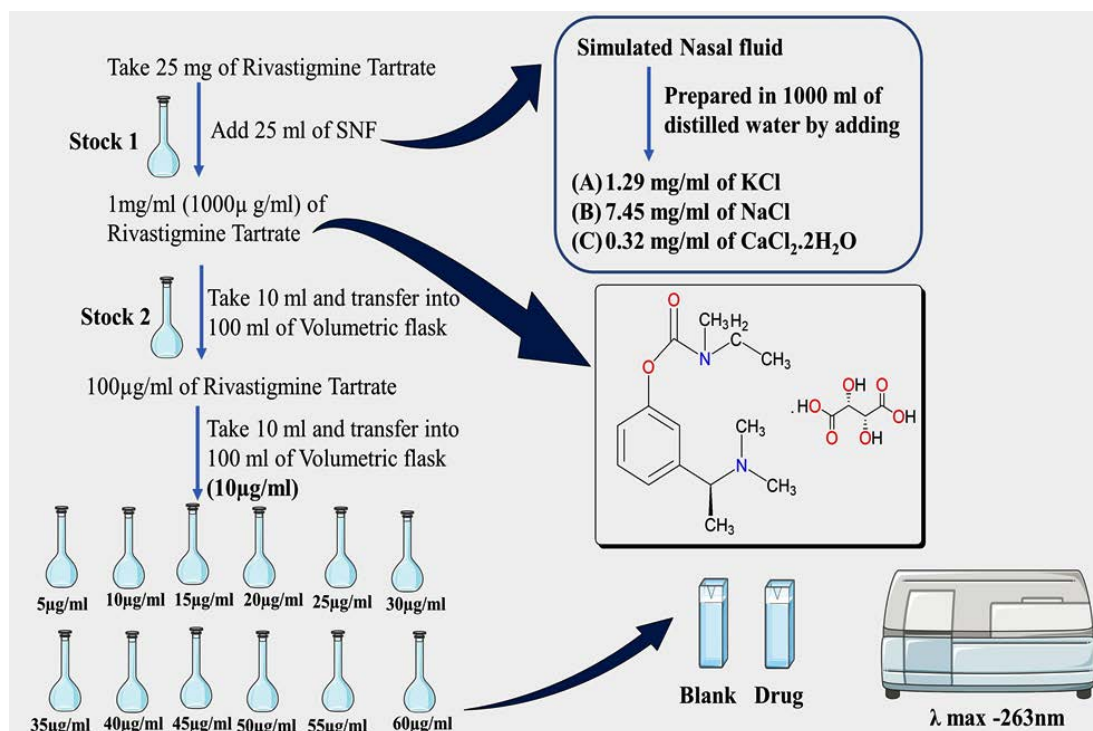 Take 25 mg of Rivastigmine Tartrate
Stock 1
Add 25 ml of SNF
1mg/ml (1000µ g/ml) of
Rivastigmine Tartrate
Stock 2
Take 10 ml and transfer into
100 ml of Volumetric flask
100µg/ml of Rivastigmine Tartrate
Take 10 ml and transfer into
100 ml of Volumetric flask
(10µg/ml)
5µg/ml 10µg/ml 15µg/ml 20µg/ml 25µg/ml 30µg/ml
35µg/ml 40µg/ml 45µg/ml 50µg/ml 55µg/ml 60µg/ml
Simulated Nasal fluid
Prepared in 1000 ml of
distilled water by adding
(A) 1.29 mg/ml of KCl
(B) 7.45 mg/ml of NaCl
(C) 0.32 mg/ml of CaCl₂.2H₂O
O
CH₃H₂
O
N
CH₃
CH₃
N
CH₃
CH₃
OH
O
.HO
OH
O
OH
Blank Drug
λ max -263nm